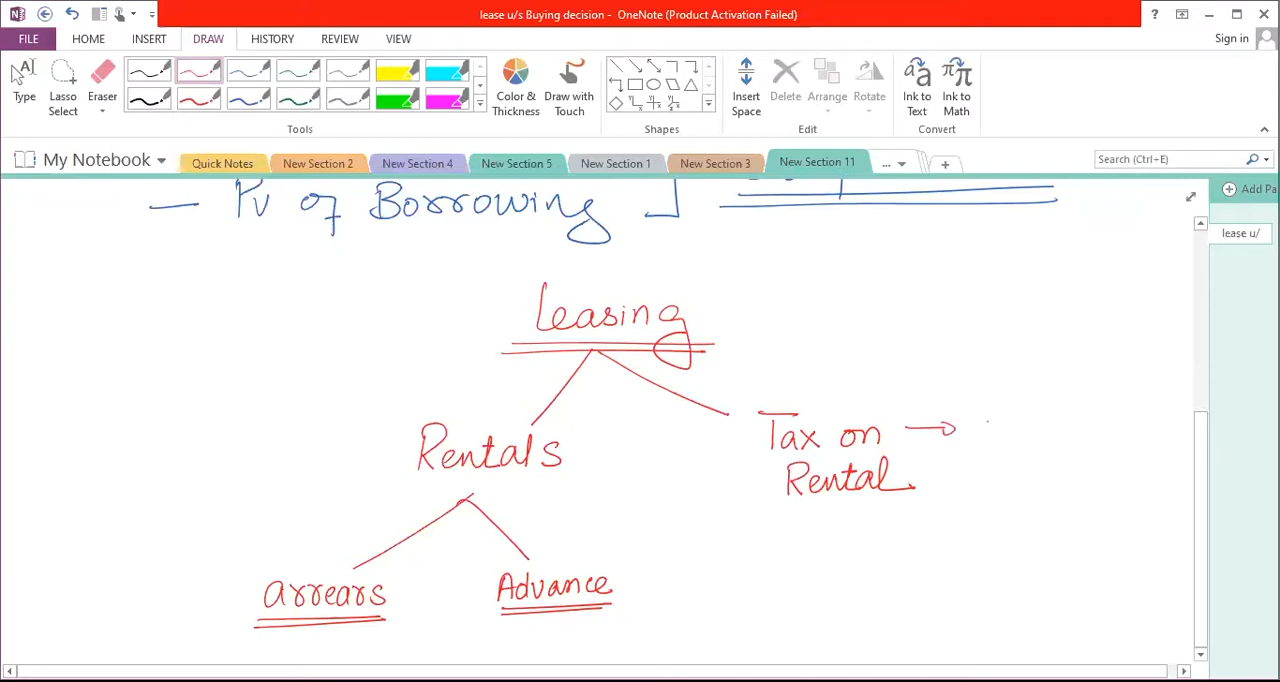 lease u/s Buying decision - OneNote (Product Activation Failed)
?
FILE HOME INSERT DRAW HISTORY REVIEW VIEW
Sign in
Type
Lasso Select
Eraser
Color & Thickness
Draw with Touch
Insert Space
Delete
Arrange
Rotate
Ink to Text
Ink to Math
Tools
Shapes
Edit
Convert
My Notebook
Quick Notes
New Section 2
New Section 4
New Section 5
New Section 1
New Section 3
New Section 11
...
Search (Ctrl+E)
Add Pa
lease u/
— Pv of Borrowing ]
Leasing
Rentals
Tax on →
Rental
arrears
Advance